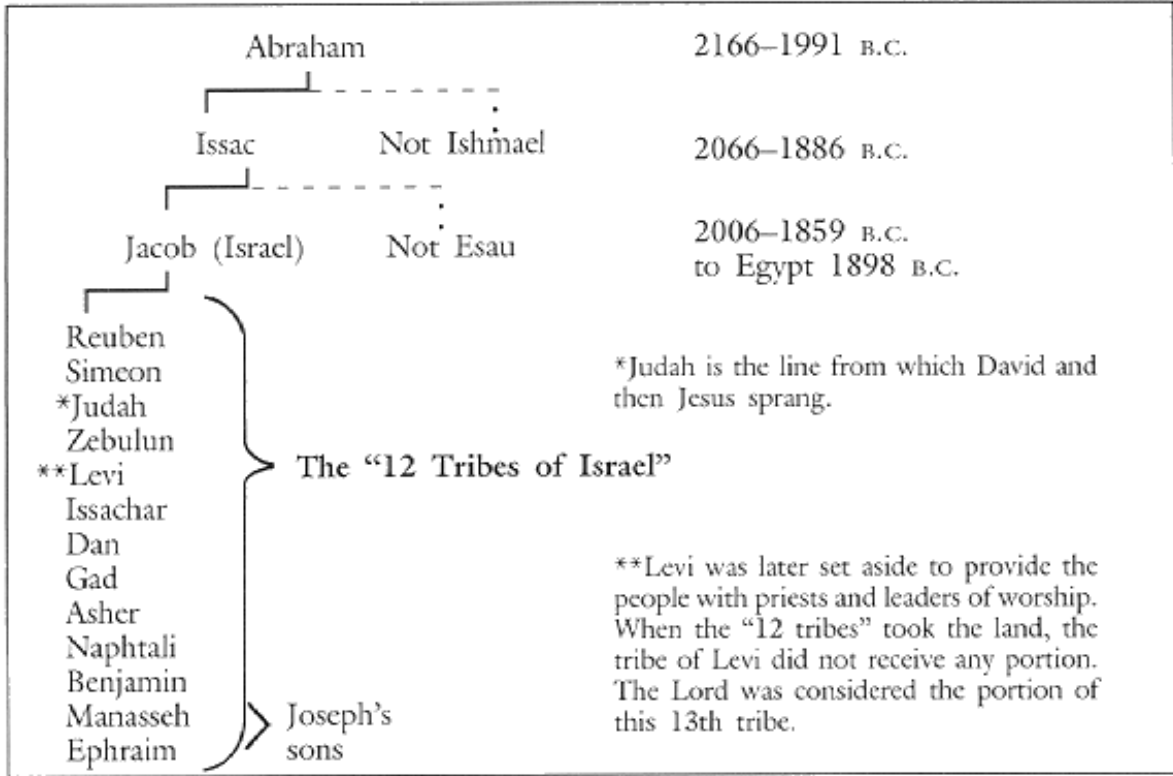 Abraham
2166–1991 B.C.
Issac
Not Ishmael
2066–1886 B.C.
Jacob (Israel)
Not Esau
2006–1859 B.C.
to Egypt 1898 B.C.
Reuben
Simeon
*Judah
Zebulun
**Levi
Issachar
Dan
Gad
Asher
Naphtali
Benjamin
Manasseh
Ephraim
The “12 Tribes of Israel”
Joseph’s
sons
*Judah is the line from which David and
then Jesus sprang.
**Levi was later set aside to provide the
people with priests and leaders of worship.
When the “12 tribes” took the land, the
tribe of Levi did not receive any portion.
The Lord was considered the portion of
this 13th tribe.